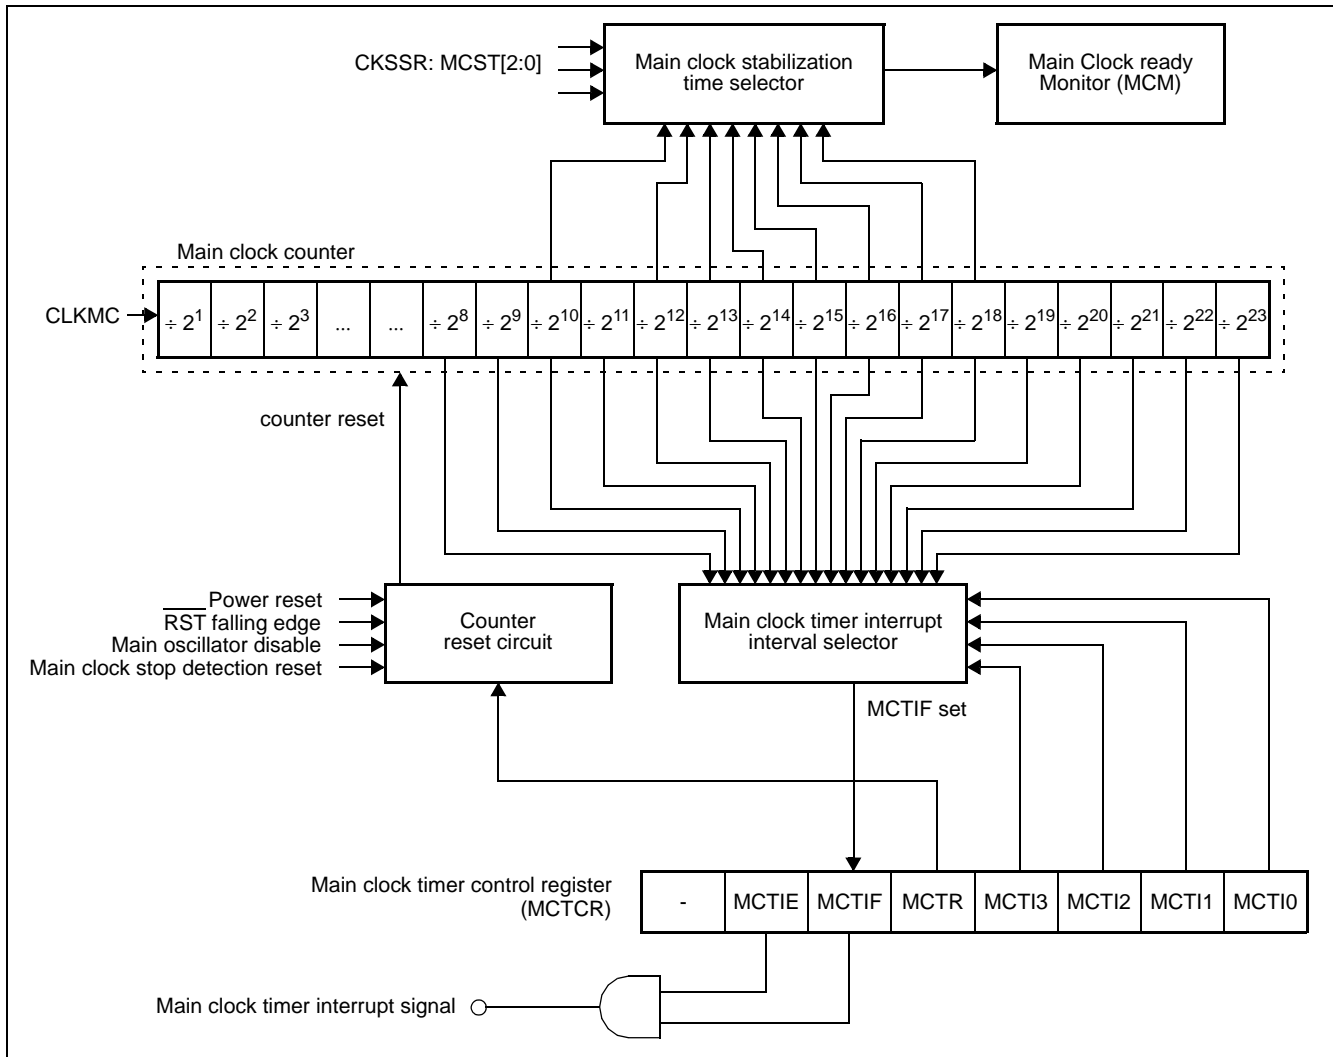 CKSSR: MCST[2:0]
Main clock stabilization
time selector
Main Clock ready
Monitor (MCM)
Main clock counter
CLKMC
÷ 2¹ ÷ 2² ÷ 2³ ... ... ÷ 2⁸ ÷ 2⁹ ÷ 2¹⁰ ÷ 2¹¹ ÷ 2¹² ÷ 2¹³ ÷ 2¹⁴ ÷ 2¹⁵ ÷ 2¹⁶ ÷ 2¹⁷ ÷ 2¹⁸ ÷ 2¹⁹ ÷ 2²⁰ ÷ 2²¹ ÷ 2²² ÷ 2²³
counter reset
Power reset
RST falling edge
Main oscillator disable
Main clock stop detection reset
Counter
reset circuit
Main clock timer interrupt
interval selector
MCTIF set
Main clock timer control register
(MCTCR)
- MCTIE MCTIF MCTR MCTI3 MCTI2 MCTI1 MCTI0
Main clock timer interrupt signal